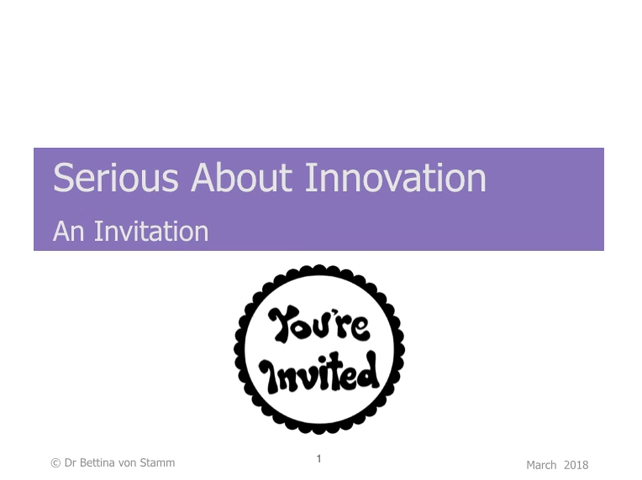 Serious About Innovation
An Invitation
You're
Invited
© Dr Bettina von Stamm
1
March 2018